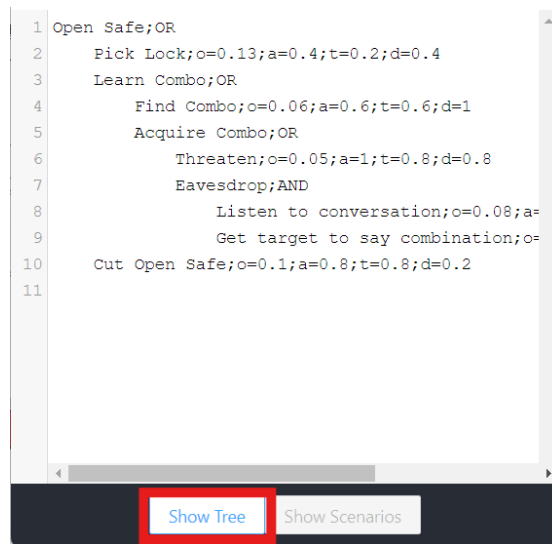 1 Open Safe;OR
2     Pick Lock;o=0.13;a=0.4;t=0.2;d=0.4
3     Learn Combo;OR
4         Find Combo;o=0.06;a=0.6;t=0.6;d=1
5         Acquire Combo;OR
6             Threaten;o=0.05;a=1;t=0.8;d=0.8
7             Eavesdrop;AND
8                 Listen to conversation;o=0.08;a=
9                 Get target to say combination;o=
10     Cut Open Safe;o=0.1;a=0.8;t=0.8;d=0.2
11
Show Tree Show Scenarios